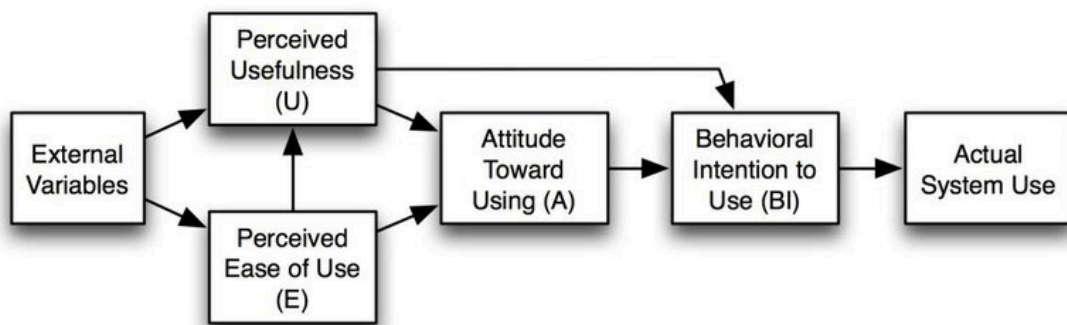 External
Variables
Perceived
Usefulness
(U)
Perceived
Ease of Use
(E)
Attitude
Toward
Using (A)
Behavioral
Intention to
Use (BI)
Actual
System Use